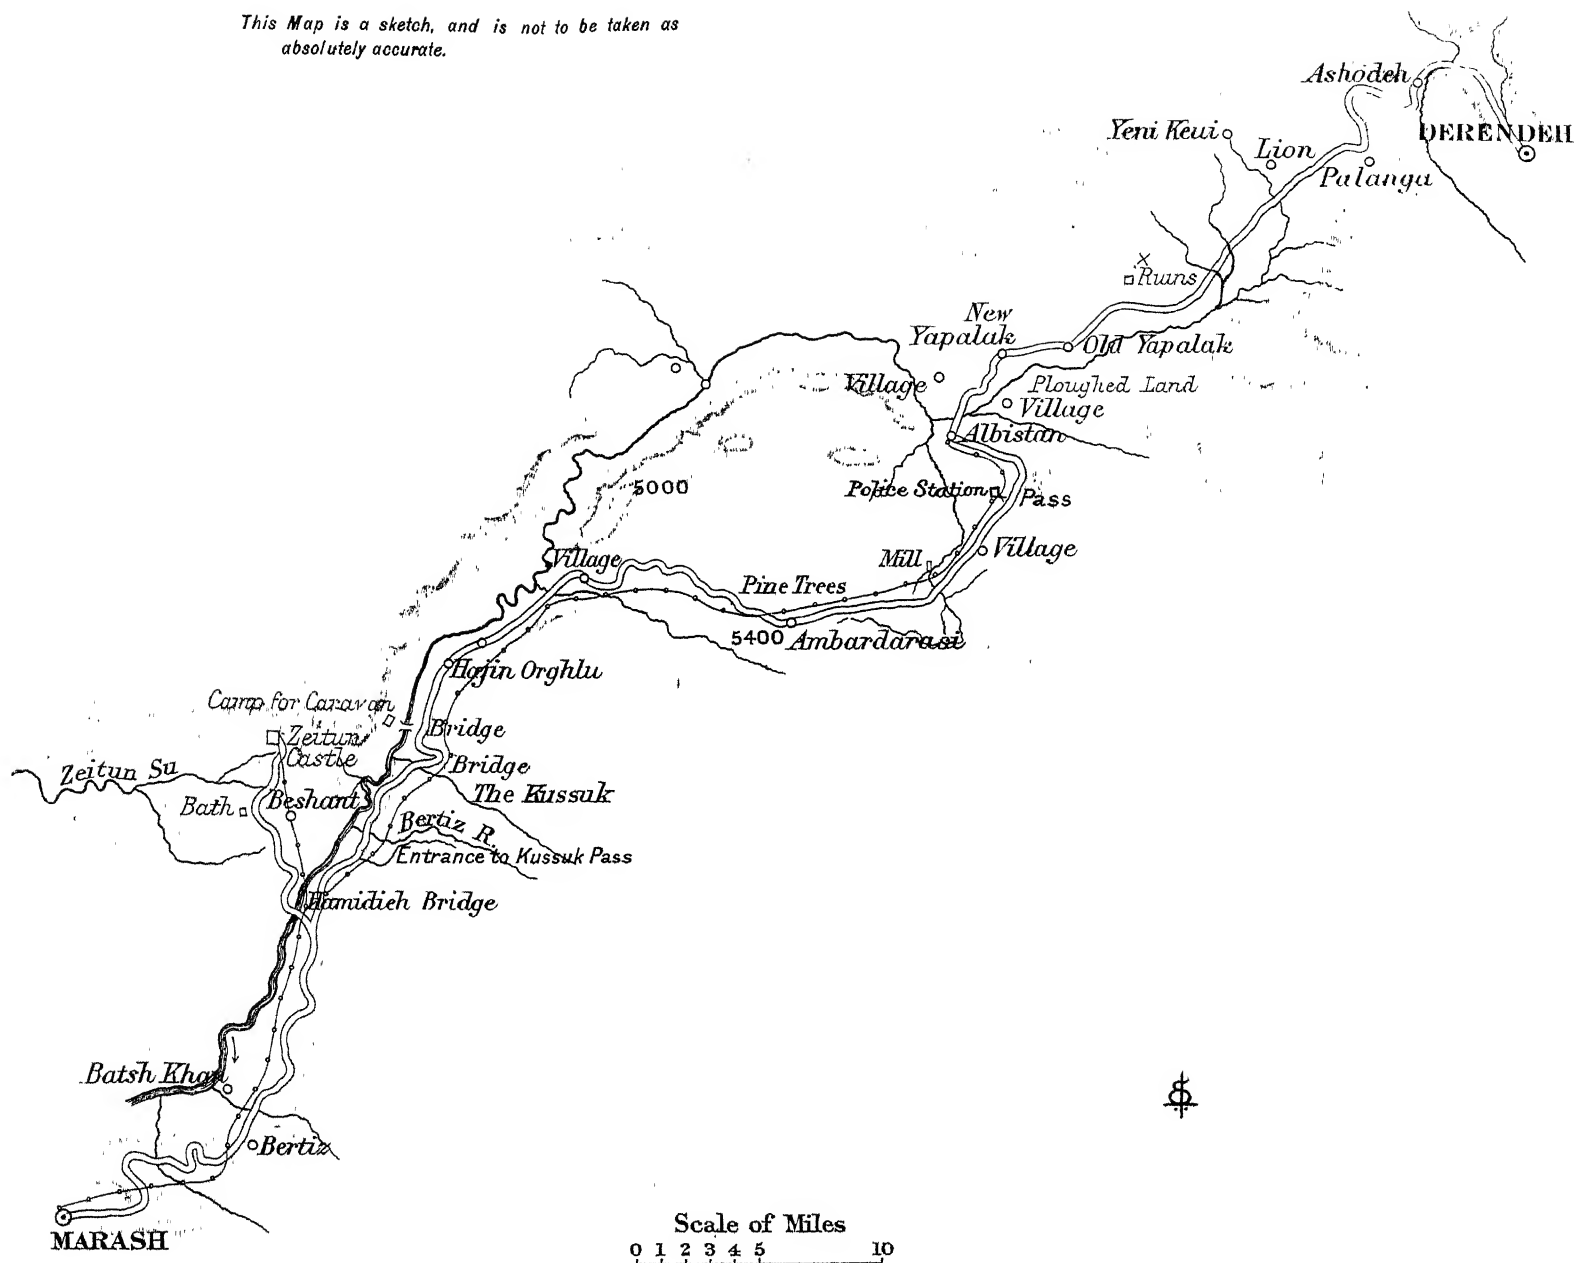 This Map is a sketch, and is not to be taken as
absolutely accurate.
Ashodeh
DERENDEH
Yeni Keui
Lion
Palanga
Ruins
New
Yapalak
Old Yapalak
Village
Ploughed Land
Village
Albistan
5000
Police Station
Pass
Village
Mill
Village
Pine Trees
5400 Ambardarasi
Hajin Orghlu
Camp for Caravan
Bridge
Zeitun
Castle
Bridge
Zeitun Su
The Kussuk
Bath
Beshant
Bertiz R.
Entrance to Kussuk Pass
Hamidieh Bridge
Batsh Khan
Bertiz
MARASH
Scale of Miles
0 1 2 3 4 5 10